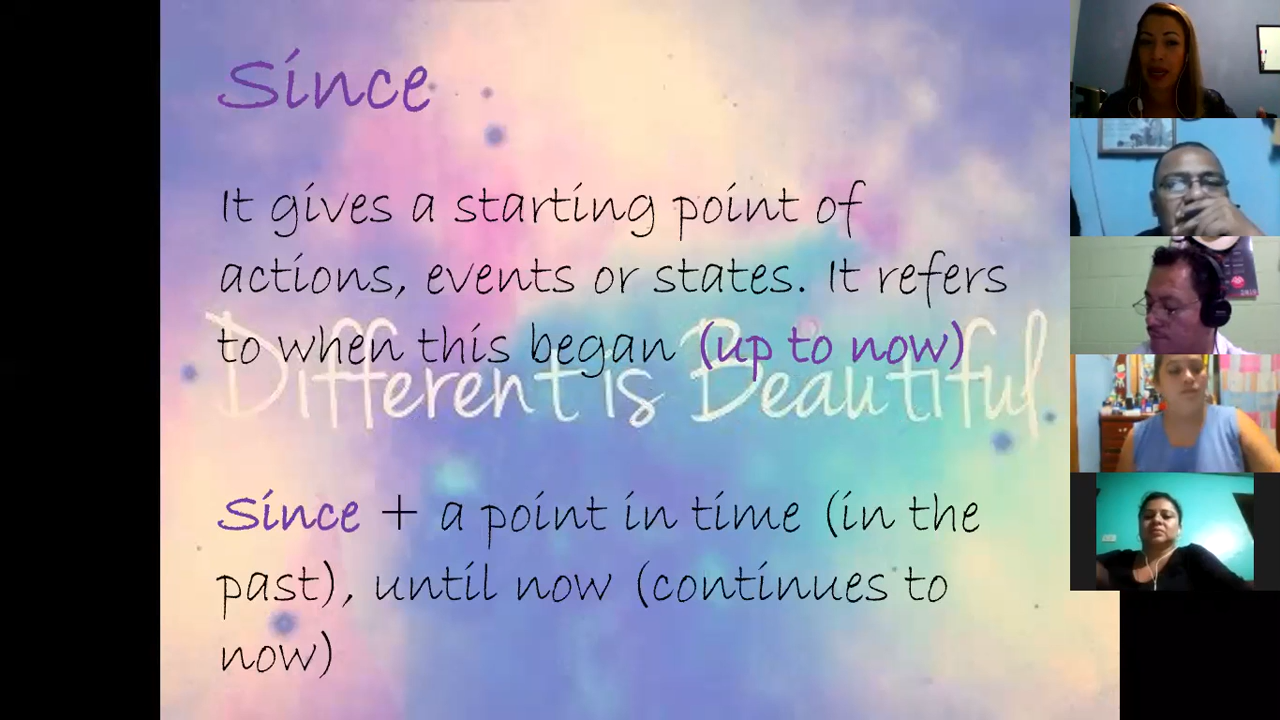 Since
It gives a starting point of
actions, events or states. It refers
to when this began (up to now)
Different is Beautiful
Since + a point in time (in the
past), until now (continues to
now)